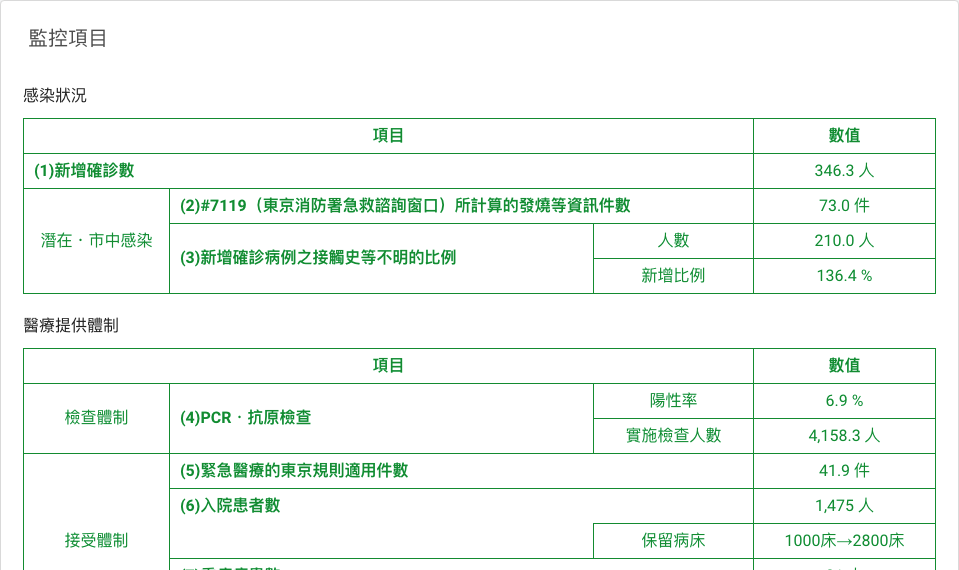 監控項目
感染狀況
項目 數值
(1)新增確診數 346.3 人
潛在・市中感染
(2)#7119（東京消防署急救諮詢窗口）所計算的發燒等資訊件數 73.0 件
(3)新增確診病例之接觸史等不明的比例
人數 210.0 人
新增比例 136.4 %
醫療提供體制
項目 數值
檢查體制
(4)PCR・抗原檢查
陽性率 6.9 %
實施檢查人數 4,158.3 人
接受體制
(5)緊急醫療的東京規則適用件數 41.9 件
(6)入院患者數 1,475 人
保留病床 1000床→2800床